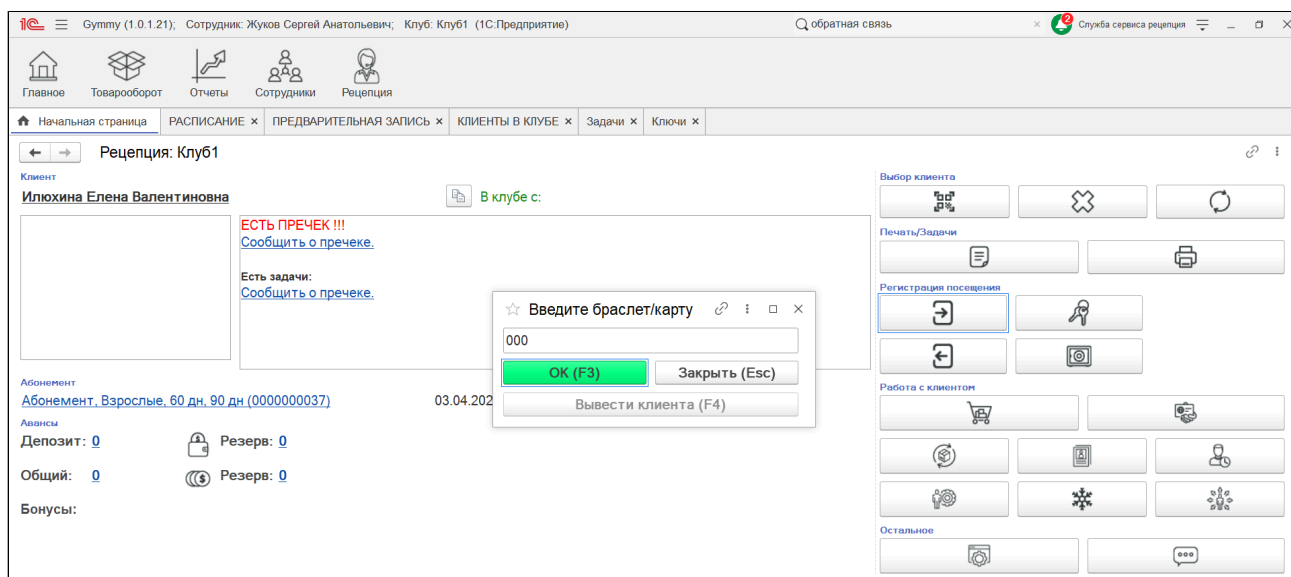 1С Gymmy (1.0.1.21); Сотрудник: Жуков Сергей Анатольевич; Клуб: Клуб1 (1С:Предприятие) обратная связь × 2 Служба сервиса рецепция
Главное Товарооборот Отчеты Сотрудники Рецепция
Начальная страница РАСПИСАНИЕ × ПРЕДВАРИТЕЛЬНАЯ ЗАПИСЬ × КЛИЕНТЫ В КЛУБЕ × Задачи × Ключи ×
Рецепция: Клуб1
Клиент Выбор клиента
Илюхина Елена Валентиновна В клубе с:
ЕСТЬ ПРЕЧЕК !!!
Сообщить о пречеке. Печать/Задачи
Есть задачи:
Сообщить о пречеке. Регистрация посещения
Введите браслет/карту
000
OK (F3) Закрыть (Esc)
Абонемент Работа с клиентом
Абонемент, Взрослые, 60 дн, 90 дн (0000000037) 03.04.202 Вывести клиента (F4)
Авансы
Депозит: 0 Резерв: 0
Общий: 0 Резерв: 0
Бонусы:
Остальное